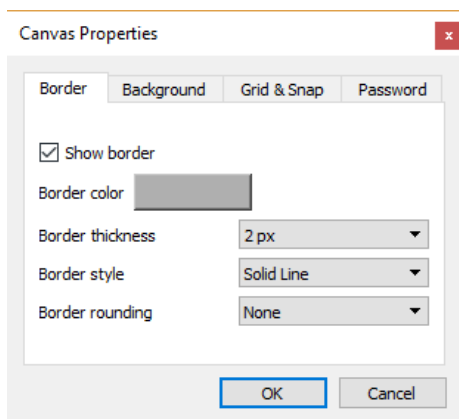 Canvas Properties
x
Border Background Grid & Snap Password
Show border
Border color
Border thickness 2 px
Border style Solid Line
Border rounding None
OK Cancel